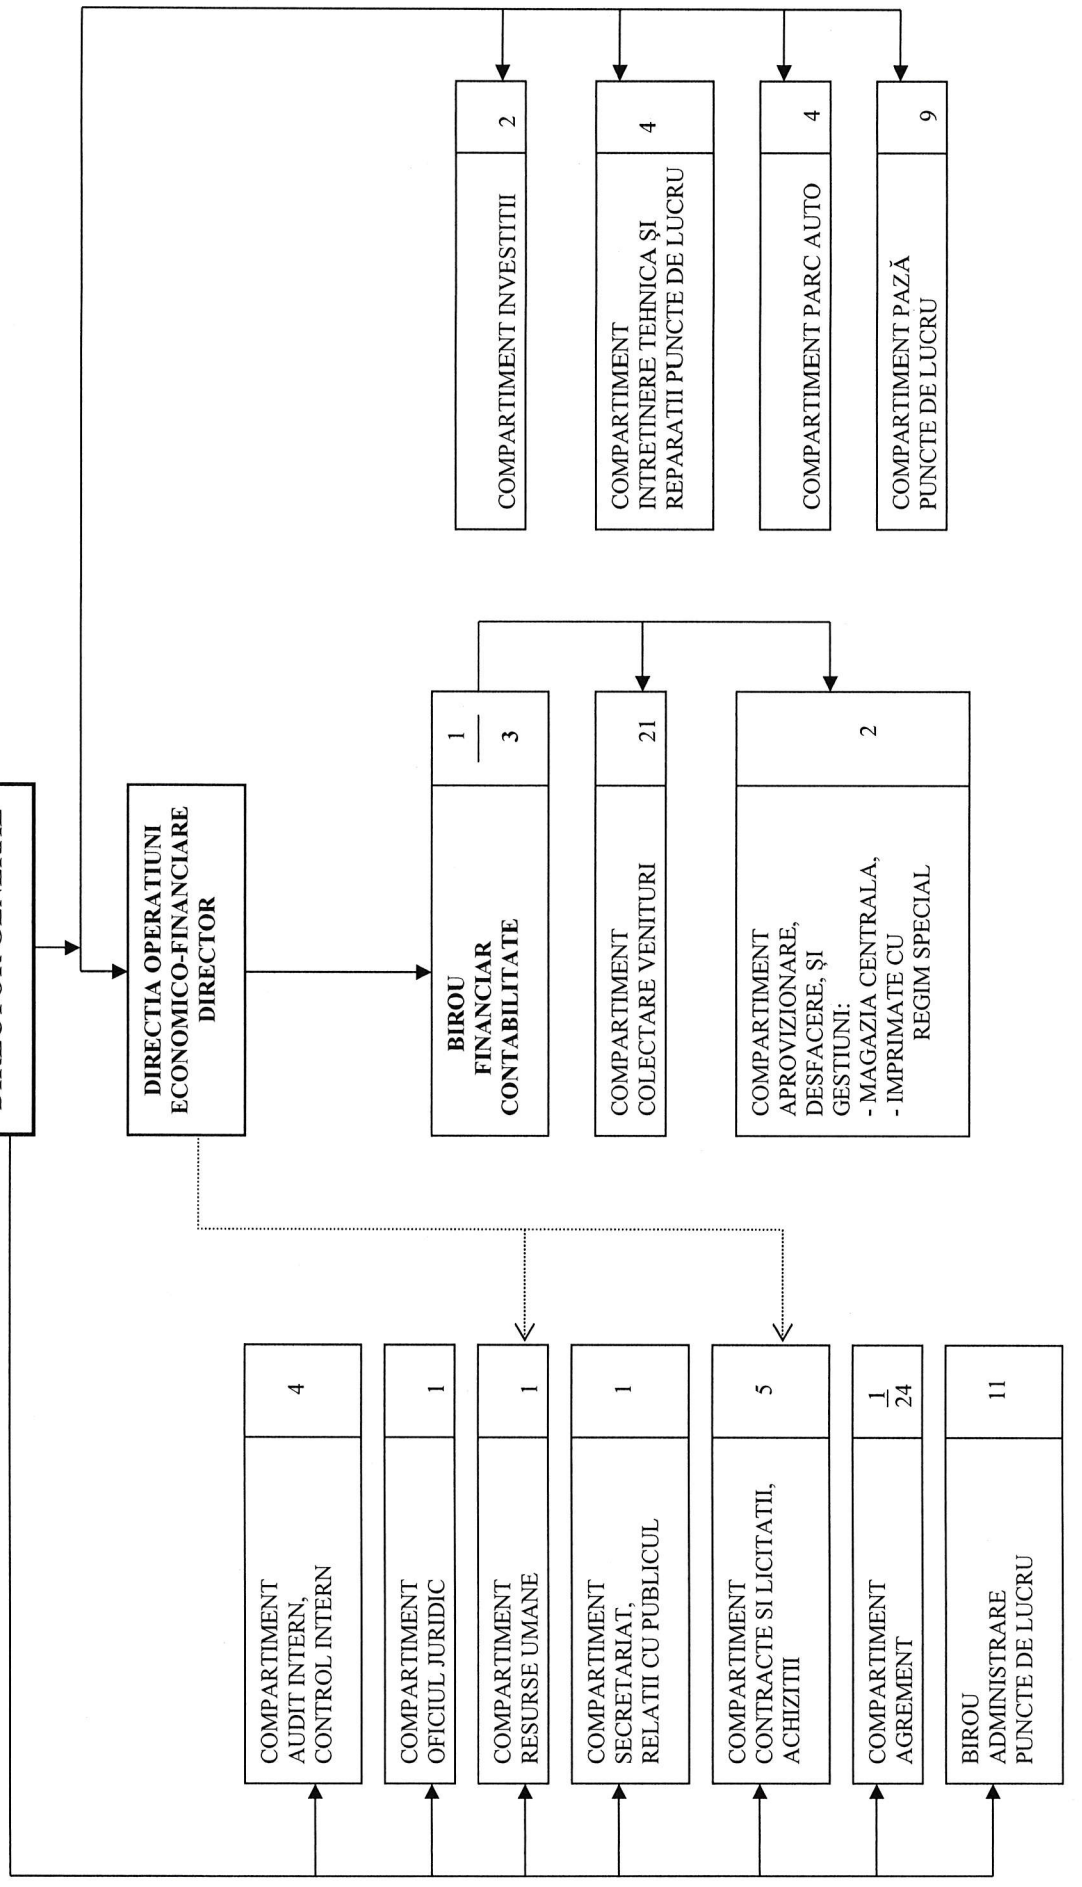 DIRECTIA OPERATIUNI
ECONOMICO-FINANCIARE
DIRECTOR
COMPARTIMENT
AUDIT INTERN,
CONTROL INTERN
4
COMPARTIMENT
OFICIUL JURIDIC
1
COMPARTIMENT
RESURSE UMANE
1
COMPARTIMENT
SECRETARIAT,
RELATII CU PUBLICUL
1
COMPARTIMENT
CONTRACTE SI LICITATII,
ACHIZITII
5
COMPARTIMENT
AGREMENT
1
24
BIROU
ADMINISTRARE
PUNCTE DE LUCRU
11
BIROU
FINANCIAR
CONTABILITATE
1
3
COMPARTIMENT
COLECTARE VENITURI
21
COMPARTIMENT
APROVIZIONARE,
DESFACERE, ŞI
GESTIUNI:
- MAGAZIA CENTRALA,
- IMPRIMATE CU
REGIM SPECIAL
2
COMPARTIMENT INVESTITII
2
COMPARTIMENT
INTRETINERE TEHNICA ŞI
REPARATII PUNCTE DE LUCRU
4
COMPARTIMENT PARC AUTO
4
COMPARTIMENT PAZĂ
PUNCTE DE LUCRU
9